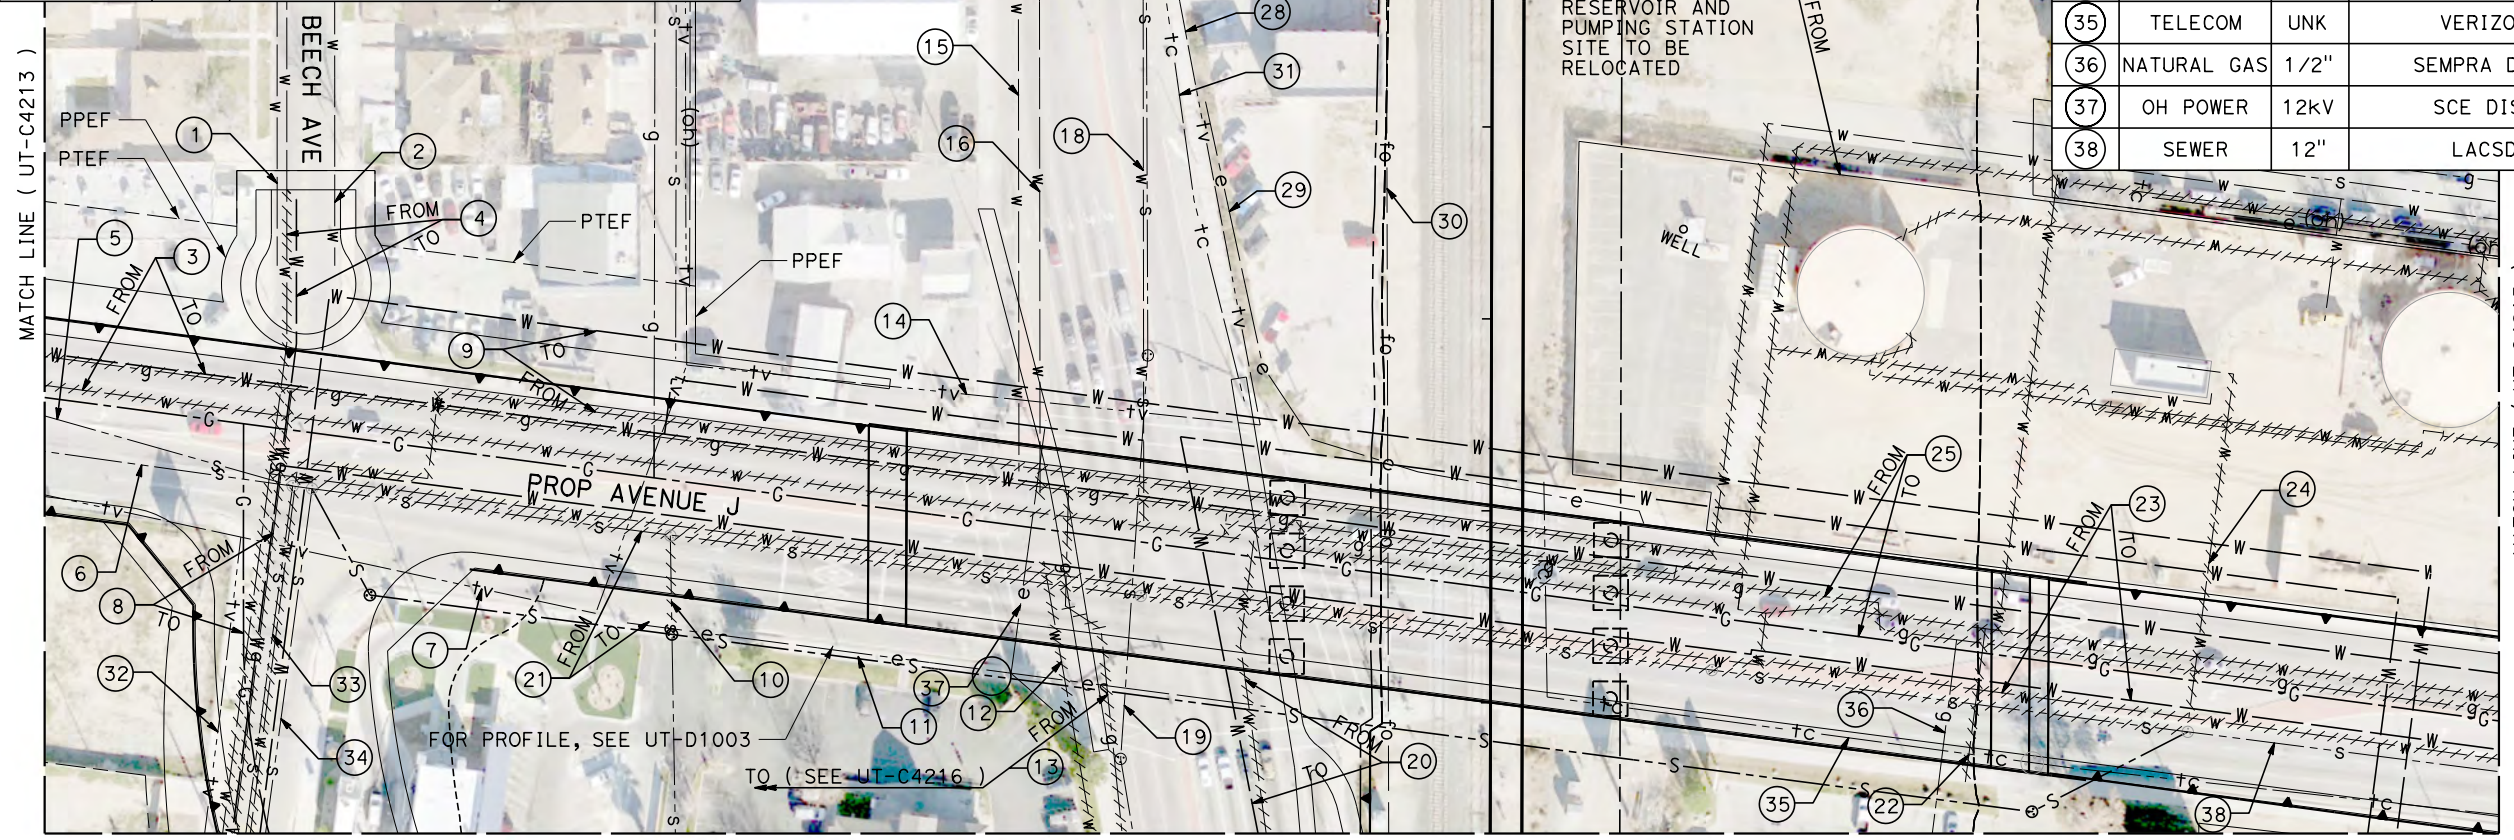 MATCH LINE ( UT-C4213 )
BEECH AVE
RESERVOIR AND
PUMPING STATION
SITE TO BE
RELOCATED
FROM
35 TELECOM UNK VERIZO
36 NATURAL GAS 1/2" SEMPRA D
37 OH POWER 12kV SCE DIS
38 SEWER 12" LACSD
PPEF
PTEF
1
2
FROM
4
TO
5
3
FROM
TO
PTEF
PPEF
(oh)
15
16
18
28
31
29
30
WELL
14
9
TO
FROM
PROP AVENUE J
6
8
FROM
TO
7
21
FROM
TO
10
32
33
34
37
11
12
FROM
13
19
FROM
TO
20
FOR PROFILE, SEE UT-D1003
TO ( SEE UT-C4216 )
25
FROM
TO
23
FROM
TO
24
36
35
22
38